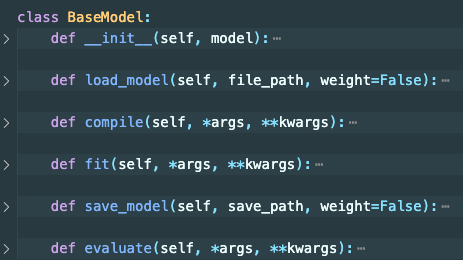 class BaseModel:
def __init__(self, model):⋯
def load_model(self, file_path, weight=False):⋯
def compile(self, *args, **kwargs):⋯
def fit(self, *args, **kwargs):⋯
def save_model(self, save_path, weight=False):⋯
def evaluate(self, *args, **kwargs):⋯